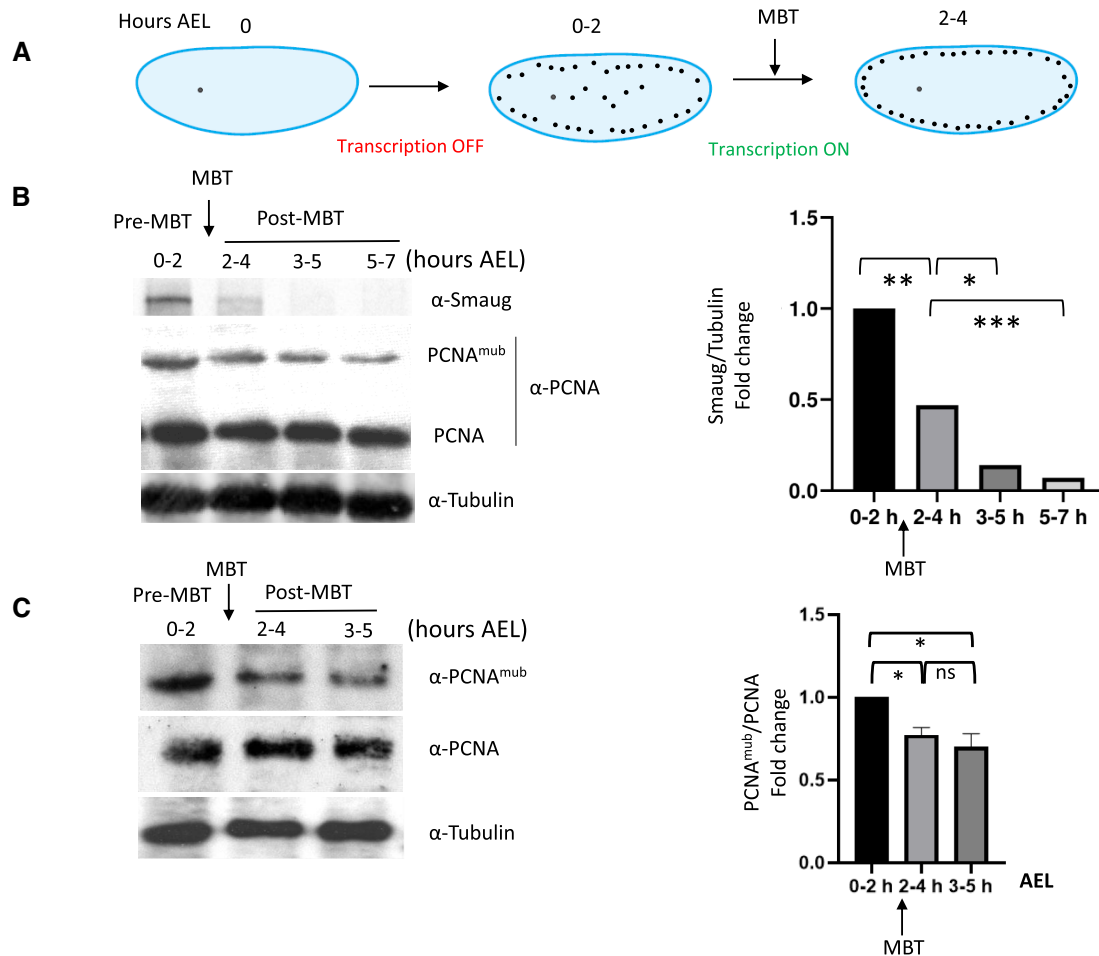 A
Hours AEL
0
0-2
MBT
2-4
Transcription OFF
Transcription ON
B
MBT
Pre-MBT
Post-MBT
0-2
2-4
3-5
5-7
(hours AEL)
α-Smaug
PCNAᵐᵘᵇ
α-PCNA
PCNA
α-Tubulin
Smaug/Tubulin
Fold change
1.5
1.0
0.5
0.0
**
*
***
0-2 h
2-4 h
3-5 h
5-7 h
MBT
C
MBT
Pre-MBT
Post-MBT
0-2
2-4
3-5
(hours AEL)
α-PCNAᵐᵘᵇ
α-PCNA
α-Tubulin
PCNAᵐᵘᵇ/PCNA
Fold change
1.5
1.0
0.5
0.0
*
*
ns
0-2 h
2-4 h
3-5 h
AEL
MBT